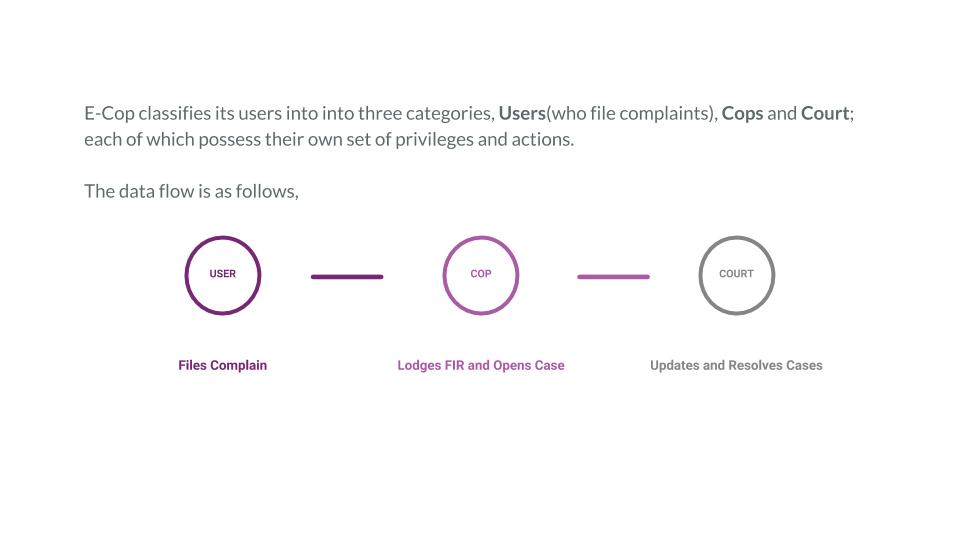 E-Cop classifies its users into into three categories, Users(who file complaints), Cops and Court;
each of which possess their own set of privileges and actions.
The data flow is as follows,
USER
COP
COURT
Files Complain
Lodges FIR and Opens Case
Updates and Resolves Cases